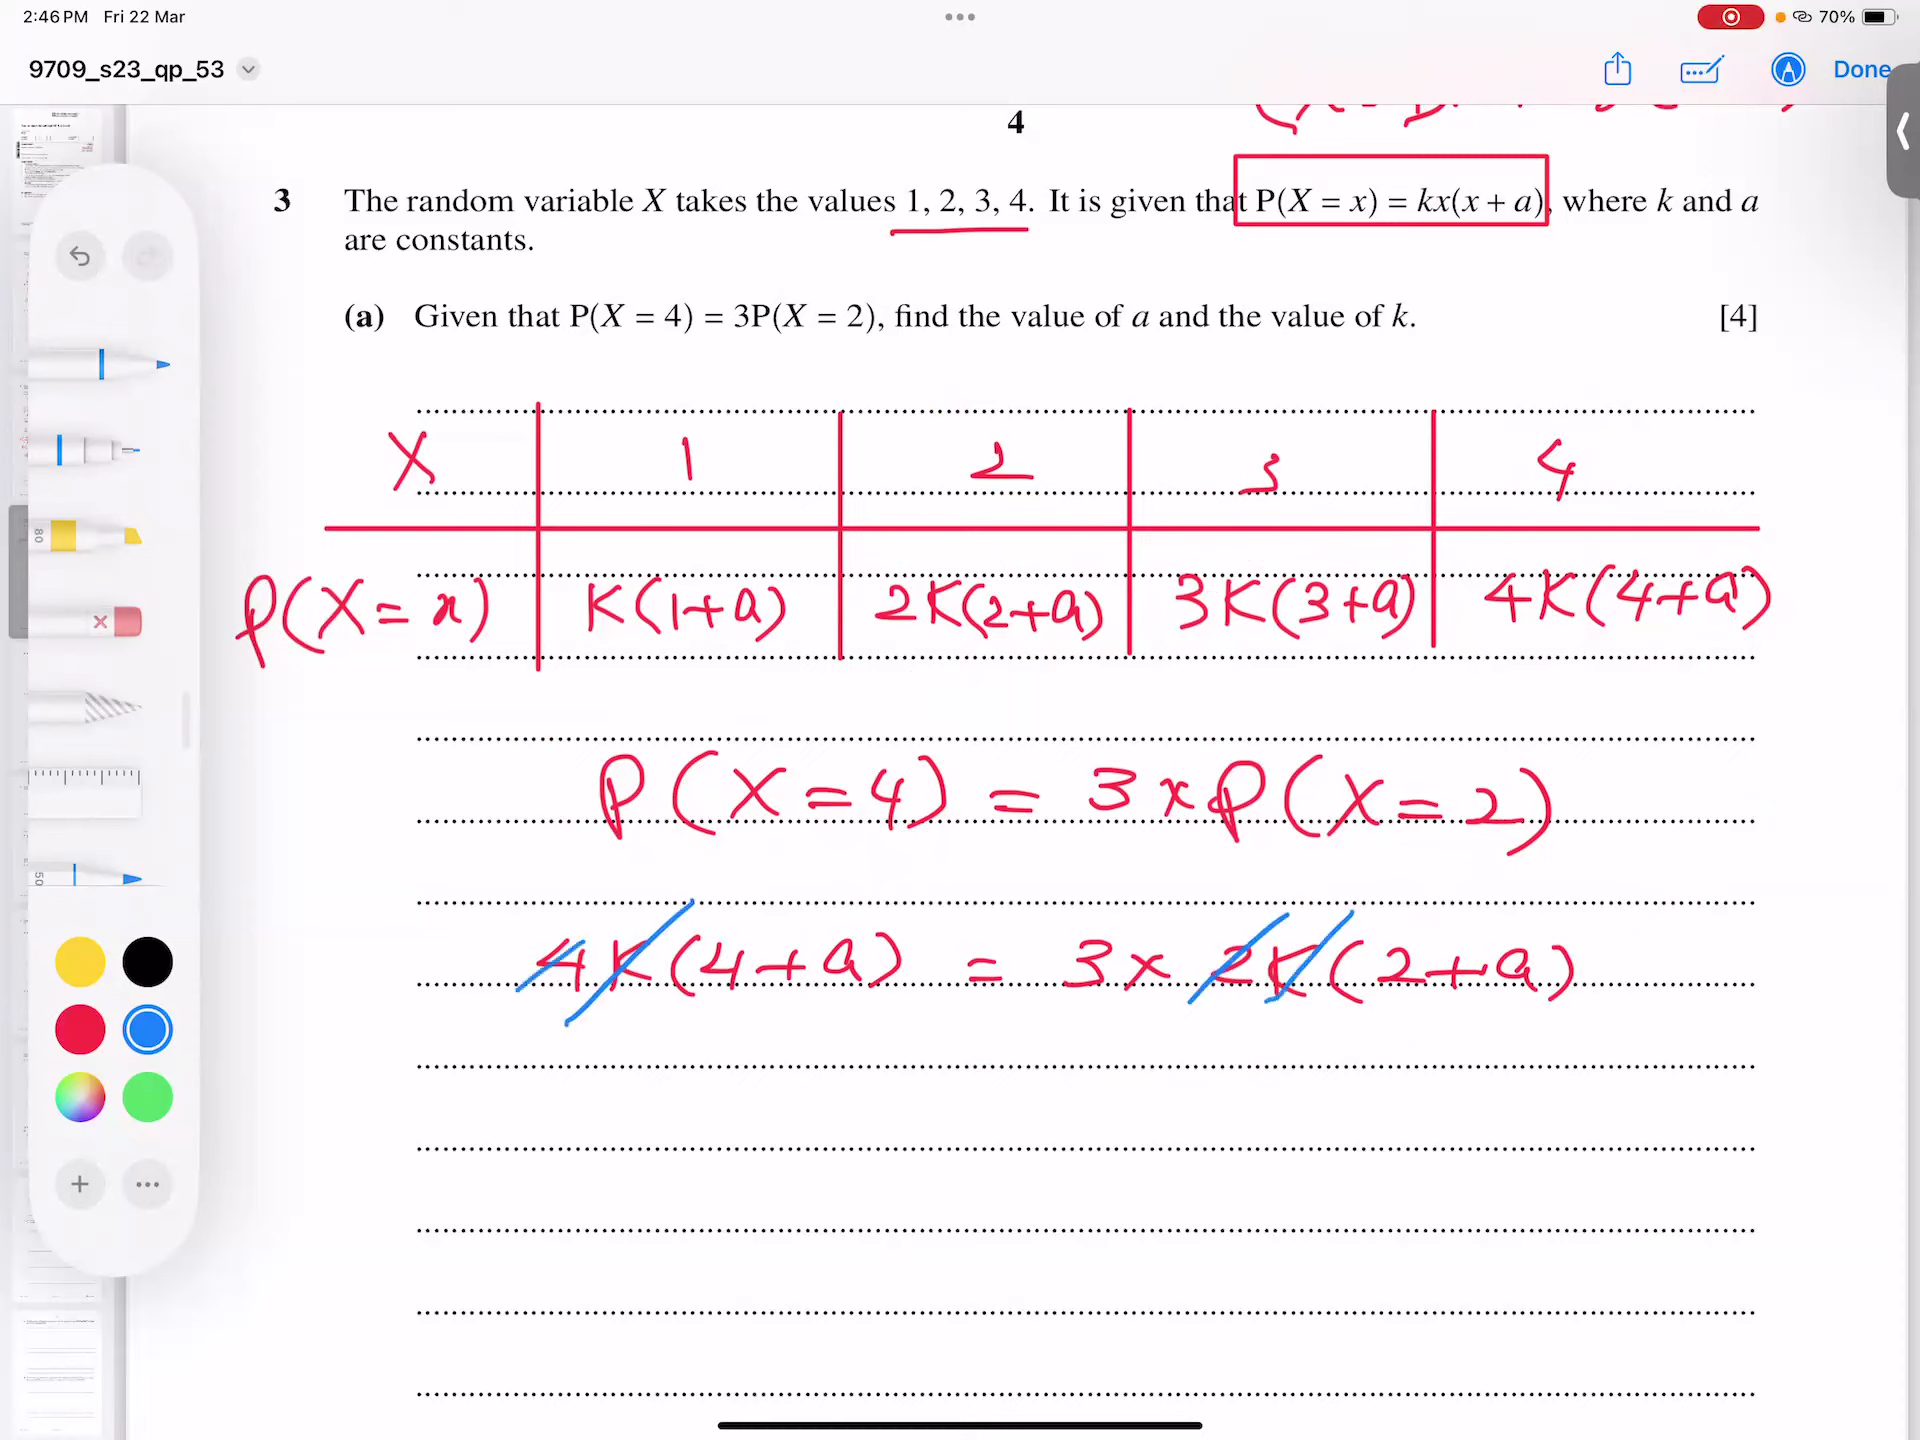 2:46 PM Fri 22 Mar
70%
9709_s23_qp_53
Done
4
3 The random variable X takes the values 1, 2, 3, 4. It is given that P(X = x) = kx(x + a), where k and a
are constants.
(a) Given that P(X = 4) = 3P(X = 2), find the value of a and the value of k. [4]
X 1 2 3 4
P(X = x) K(1+a) 2K(2+a) 3K(3+a) 4K(4+a)
P(X=4) = 3 x P(X=2)
4K(4+a) = 3 x 2K(2+a)
80
50